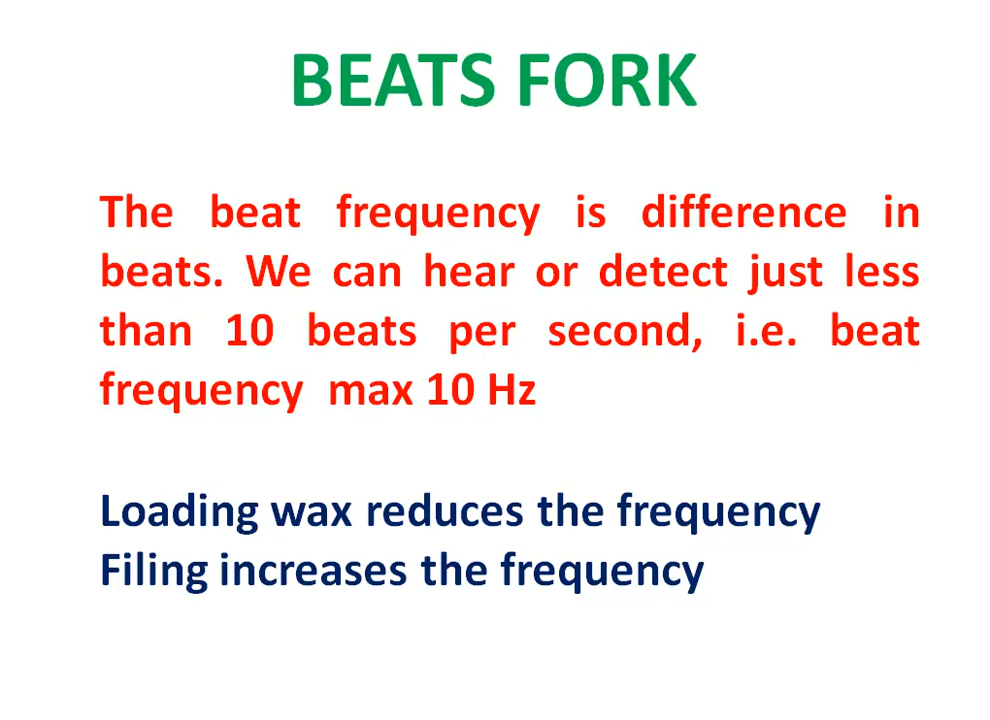 BEATS FORK
The beat frequency is difference in
beats. We can hear or detect just less
than 10 beats per second, i.e. beat
frequency max 10 Hz
Loading wax reduces the frequency
Filing increases the frequency